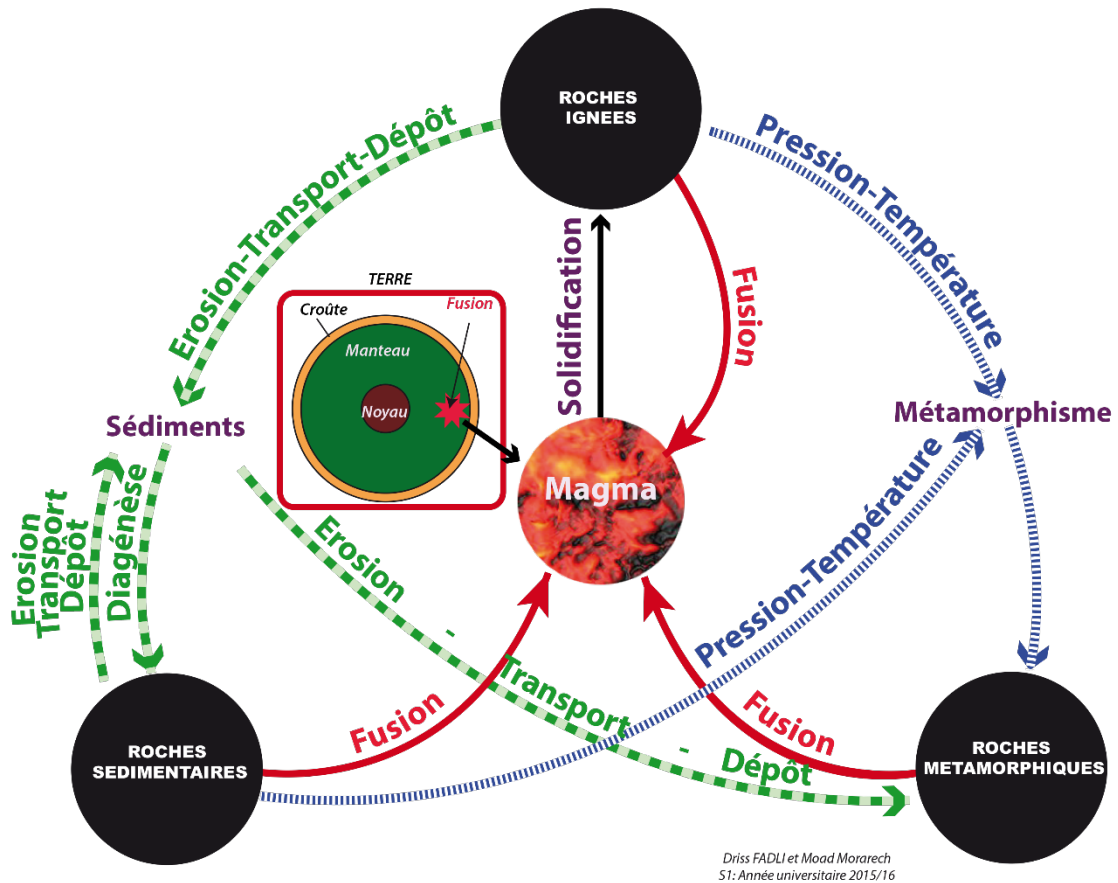 ROCHES
IGNEES
Erosion-Transport-Dépôt
Pression-Température
Solidification
Fusion
TERRE
Croûte
Fusion
Manteau
Noyau
Sédiments
Métamorphisme
Magma
Erosion
Transport
Dépôt
Diagénèse
Erosion - Transport - Dépôt
Pression-Température
Fusion
Fusion
ROCHES
SEDIMENTAIRES
ROCHES
METAMORPHIQUES
Driss FADLI et Moad Morarech
S1: Année universitaire 2015/16